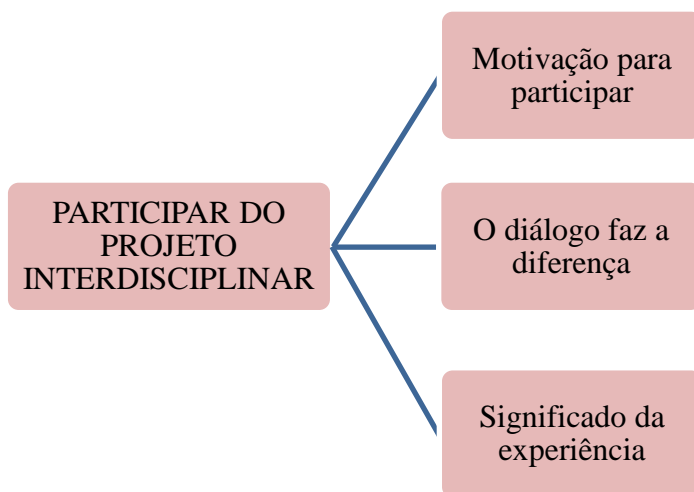 Motivação para
participar
PARTICIPAR DO
PROJETO
INTERDISCIPLINAR
O diálogo faz a
diferença
Significado da
experiência